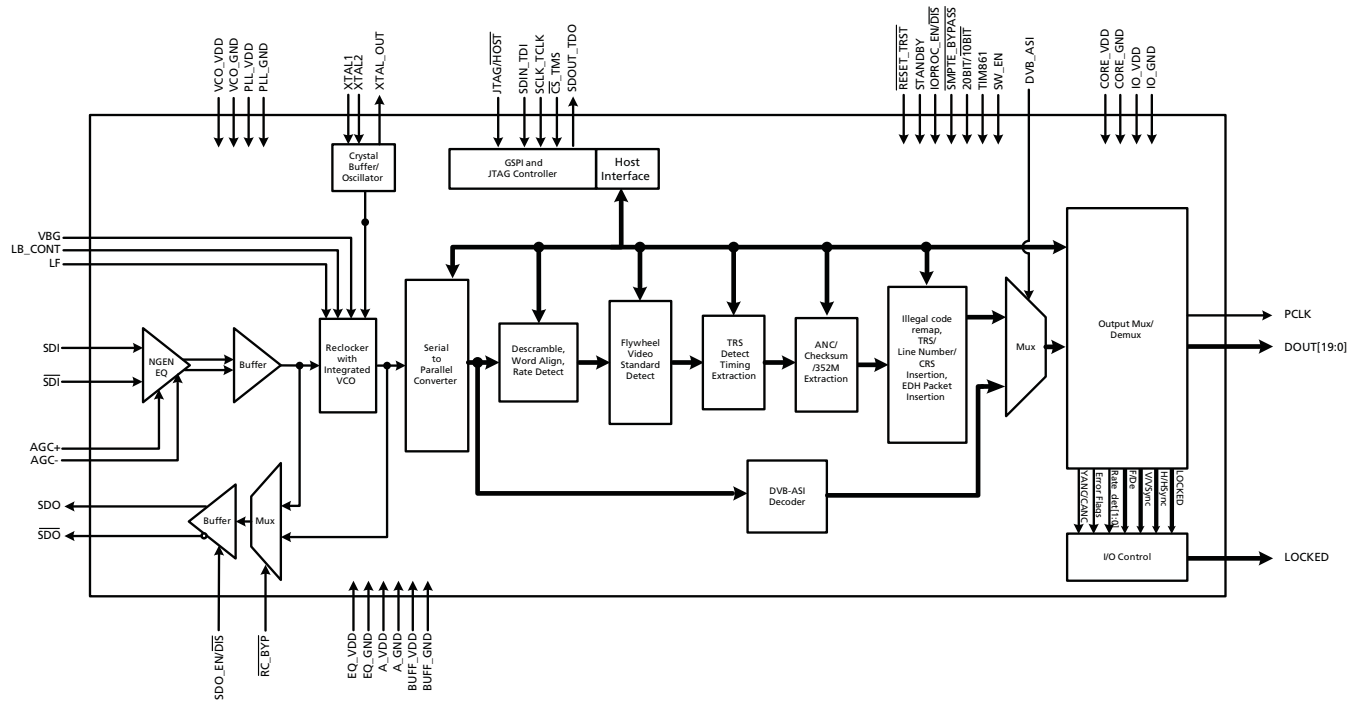 VCO_VDD
VCO_GND
PLL_VDD
PLL_GND
XTAL1
XTAL2
XTAL_OUT
JTAG/HOST
SDIN_TDI
SCLK_TCLK
CS_TMS
SDOUT_TDO
RESET_TRST
STANDBY
IOPROC_EN/DIS
SMPTE_BYPASS
20BIT/10BIT
TIM861
SW_EN
DVB_ASI
CORE_VDD
CORE_GND
IO_VDD
IO_GND
Crystal
Buffer/
Oscillator
GSPI and
JTAG Controller
Host
Interface
VBG
LB_CONT
LF
SDI
SDI
NGEN
EQ
Buffer
Reclocker
with
Integrated
VCO
Serial
to
Parallel
Converter
Descramble,
Word Align,
Rate Detect
Flywheel
Video
Standard
Detect
TRS
Detect
Timing
Extraction
ANC/
Checksum
/352M
Extraction
Illegal code
remap,
TRS/
Line Number/
CRS
Insertion,
EDH Packet
Insertion
Mux
Output Mux/
Demux
PCLK
DOUT[19:0]
AGC+
AGC-
SDO
SDO
Buffer
Mux
DVB-ASI
Decoder
YANC/CANC
Error Flags
Rate_det[1:0]
F/De
V/VSync
H/HSync
LOCKED
I/O Control
LOCKED
SDO_EN/DIS
RC_BYP
EQ_VDD
EQ_GND
A_VDD
A_GND
BUFF_VDD
BUFF_GND